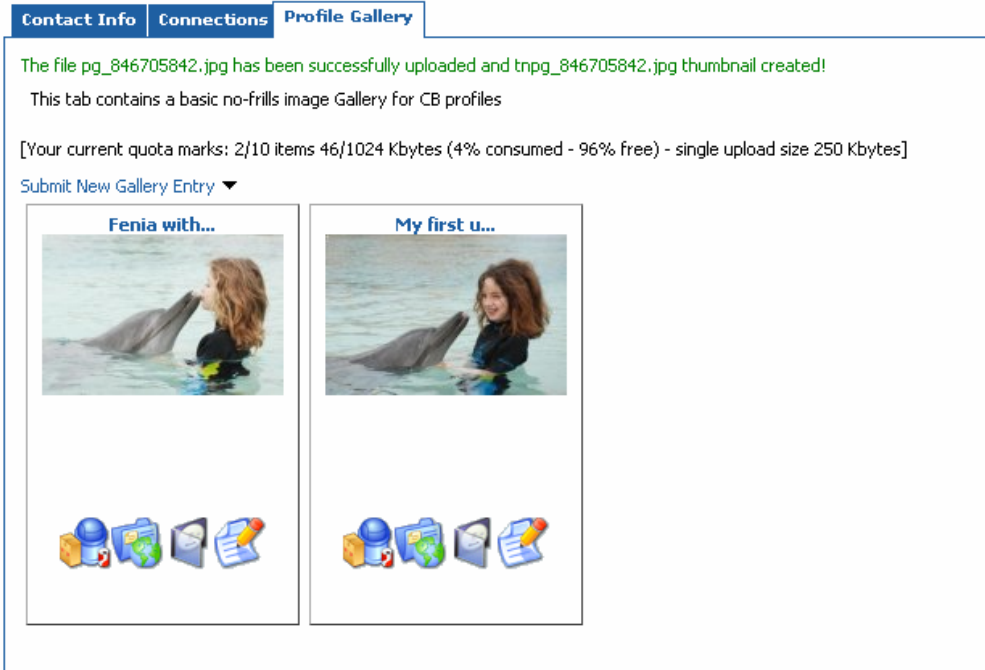 Contact Info Connections Profile Gallery
The file pg_846705842.jpg has been successfully uploaded and tnpg_846705842.jpg thumbnail created!
This tab contains a basic no-frills image Gallery for CB profiles
[Your current quota marks: 2/10 items 46/1024 Kbytes (4% consumed - 96% free) - single upload size 250 Kbytes]
Submit New Gallery Entry
Fenia with...
My first u...